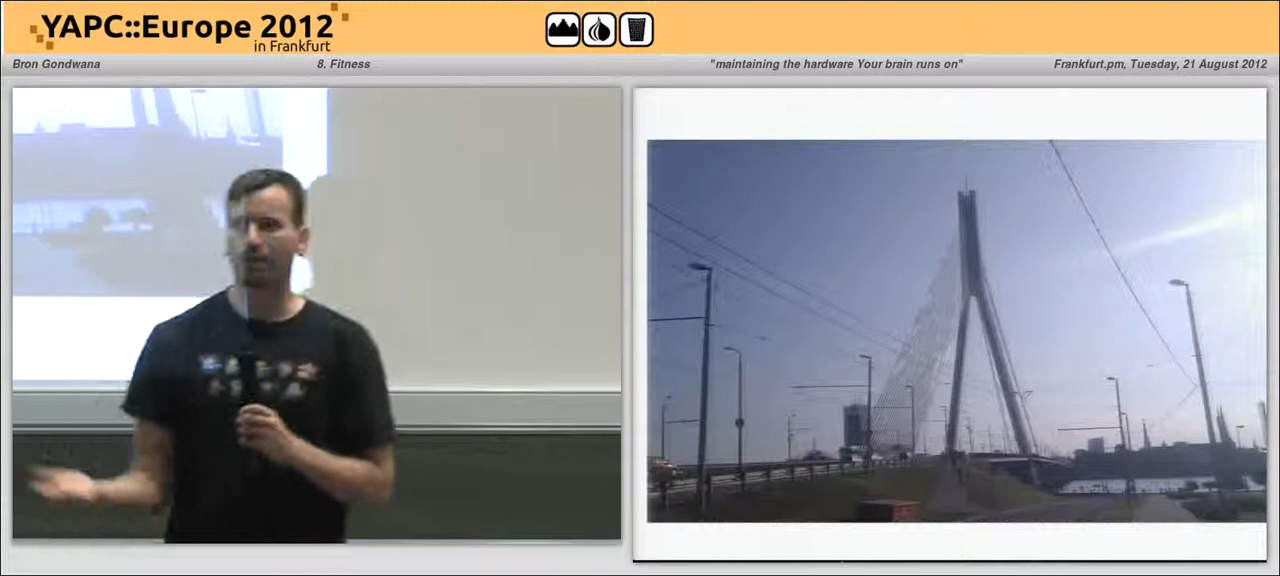 YAPC::Europe 2012
in Frankfurt
Bron Gondwana
8. Fitness
"maintaining the hardware Your brain runs on"
Frankfurt.pm, Tuesday, 21 August 2012